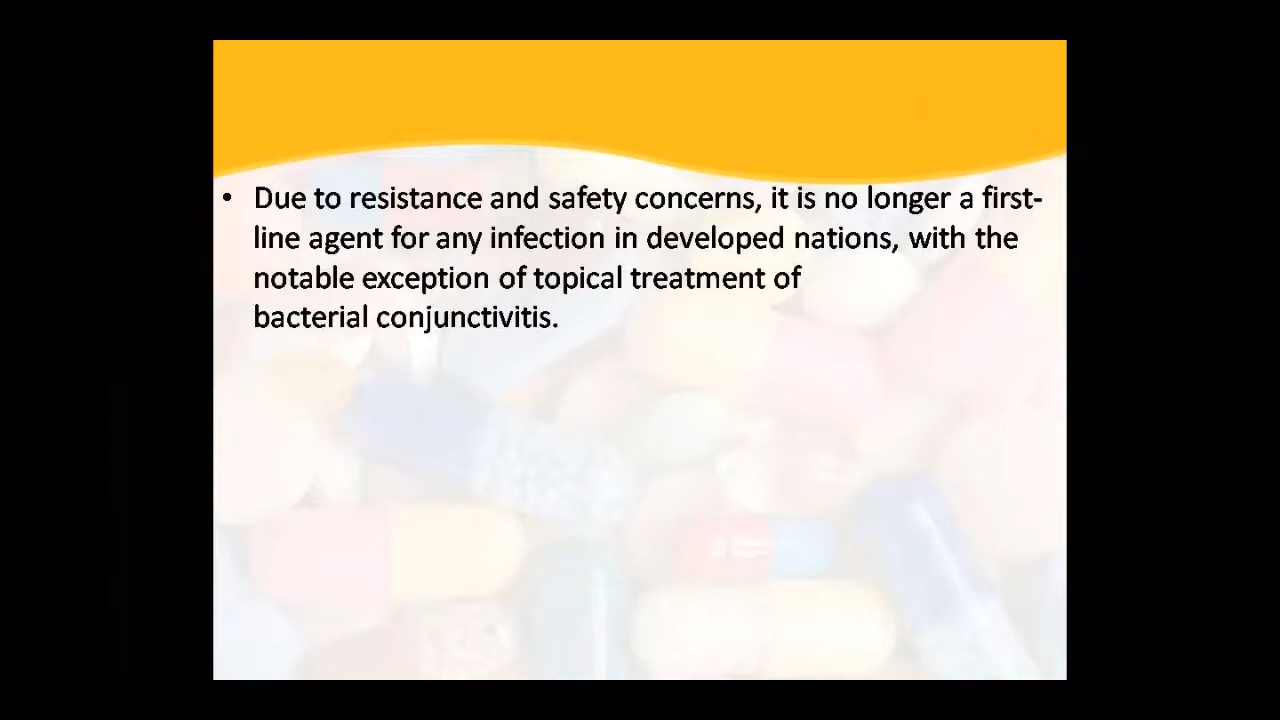 • Due to resistance and safety concerns, it is no longer a first-
line agent for any infection in developed nations, with the
notable exception of topical treatment of
bacterial conjunctivitis.